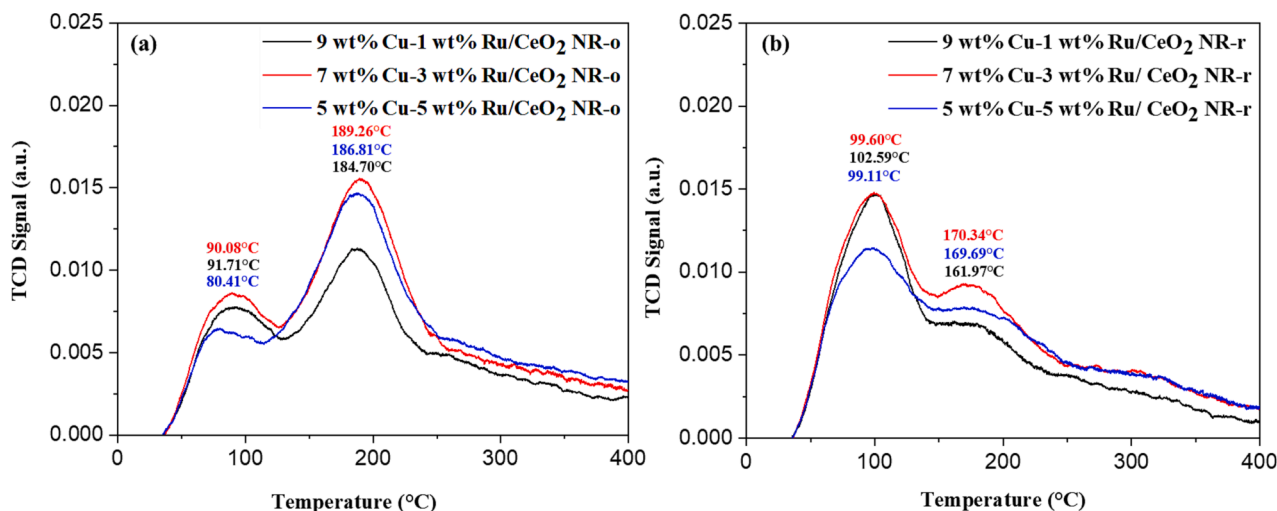 (a)
9 wt% Cu-1 wt% Ru/CeO2 NR-o
7 wt% Cu-3 wt% Ru/CeO2 NR-o
5 wt% Cu-5 wt% Ru/CeO2 NR-o
189.26°C
186.81°C
184.70°C
90.08°C
91.71°C
80.41°C
TCD Signal (a.u.)
0.025
0.020
0.015
0.010
0.005
0.000
0 100 200 300 400
Temperature (°C)
(b)
9 wt% Cu-1 wt% Ru/CeO2 NR-r
7 wt% Cu-3 wt% Ru/ CeO2 NR-r
5 wt% Cu-5 wt% Ru/ CeO2 NR-r
99.60°C
102.59°C
99.11°C
170.34°C
169.69°C
161.97°C
TCD Signal (a.u.)
0.025
0.020
0.015
0.010
0.005
0.000
0 100 200 300 400
Temperature (°C)